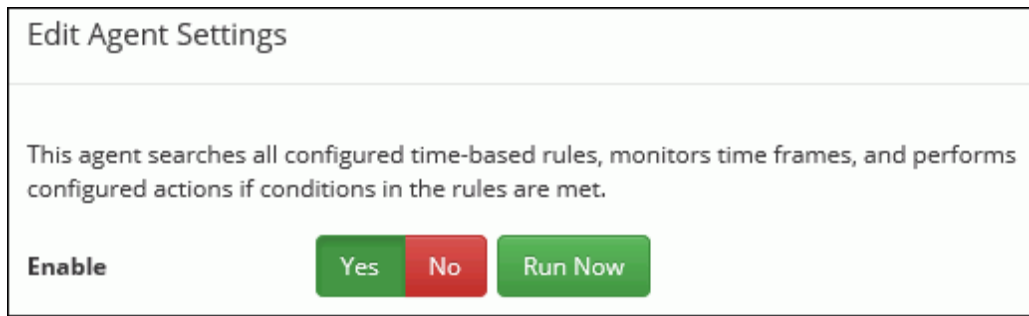 Edit Agent Settings
This agent searches all configured time-based rules, monitors time frames, and performs
configured actions if conditions in the rules are met.
Enable Yes No Run Now